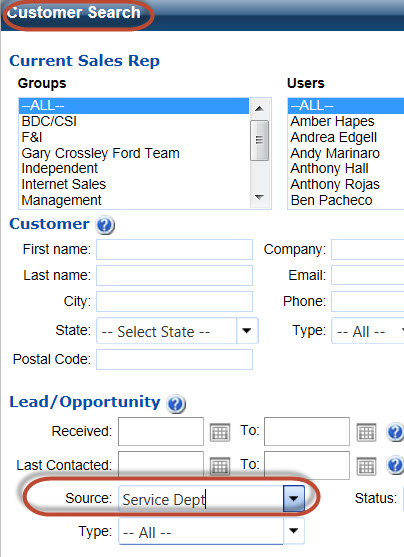 Customer Search
Current Sales Rep
Groups Users
--ALL-- --ALL--
BDC/CSI Amber Hapes
F&I Andrea Edgell
Gary Crossley Ford Team Andy Marinaro
Independent Anthony Hall
Internet Sales Anthony Rojas
Management Ben Pacheco
Customer ?
First name: Company:
Last name: Email:
City: Phone:
State: -- Select State -- Type: -- All --
Postal Code:
Lead/Opportunity ?
Received: To: ?
Last Contacted: To: ?
Source: Service Dept Status:
Type: -- All --